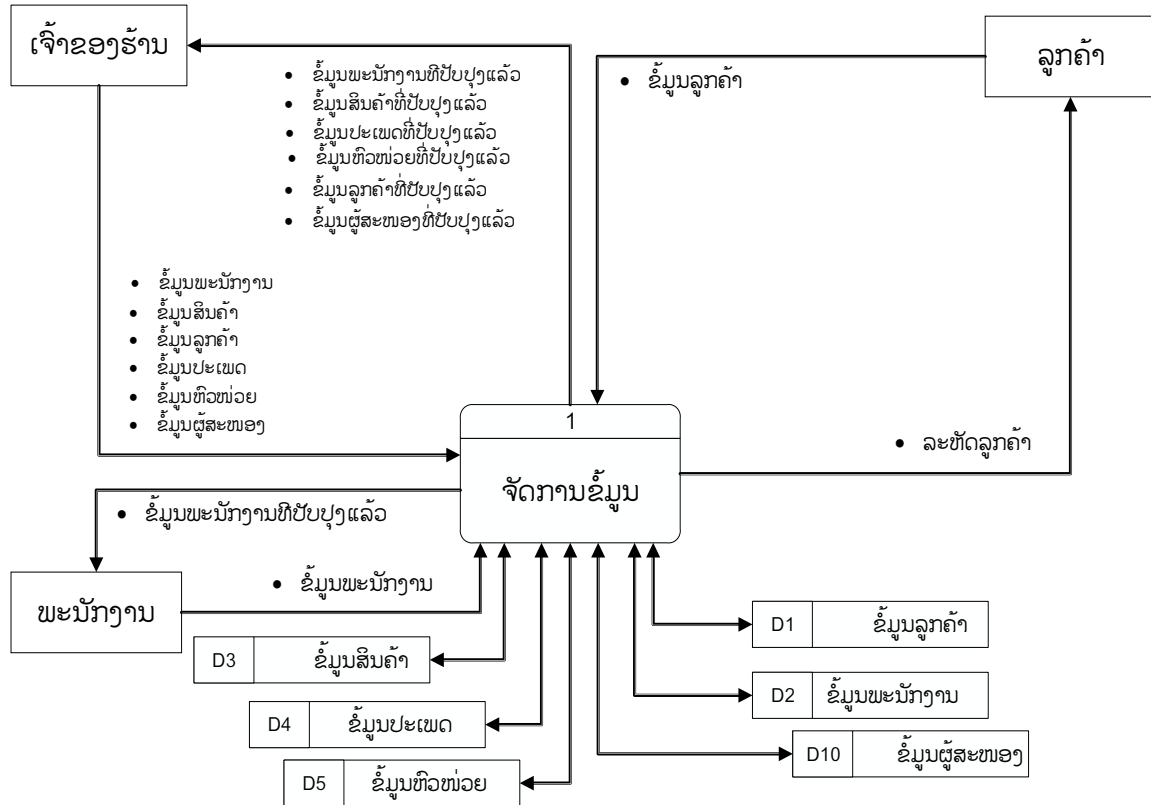 ເຈົ້າຂອງຮ້ານ
ລູກຄ້າ
• ຂໍ້ມູນພະນັກງານທີປັບປຸງແລ້ວ
• ຂໍ້ມູນສິນຄ້າທີ່ປັບປຸງແລ້ວ
• ຂໍ້ມູນປະເພດທີ່ປັບປຸງແລ້ວ
• ຂໍ້ມູນຫົວໜ່ວຍທີ່ປັບປຸງແລ້ວ
• ຂໍ້ມູນລູກຄ້າທີ່ປັບປຸງແລ້ວ
• ຂໍ້ມູນຜູ້ສະໜອງທີ່ປັບປຸງແລ້ວ
• ຂໍ້ມູນລູກຄ້າ
• ຂໍ້ມູນພະນັກງານ
• ຂໍ້ມູນສິນຄ້າ
• ຂໍ້ມູນລູກຄ້າ
• ຂໍ້ມູນປະເພດ
• ຂໍ້ມູນຫົວໜ່ວຍ
• ຂໍ້ມູນຜູ້ສະໜອງ
1
ຈັດການຂໍ້ມູນ
• ລະຫັດລູກຄ້າ
• ຂໍ້ມູນພະນັກງານທີປັບປຸງແລ້ວ
ພະນັກງານ
• ຂໍ້ມູນພະນັກງານ
D3 ຂໍ້ມູນສິນຄ້າ
D4 ຂໍ້ມູນປະເພດ
D5 ຂໍ້ມູນຫົວໜ່ວຍ
D1 ຂໍ້ມູນລູກຄ້າ
D2 ຂໍ້ມູນພະນັກງານ
D10 ຂໍ້ມູນຜູ້ສະໜອງ